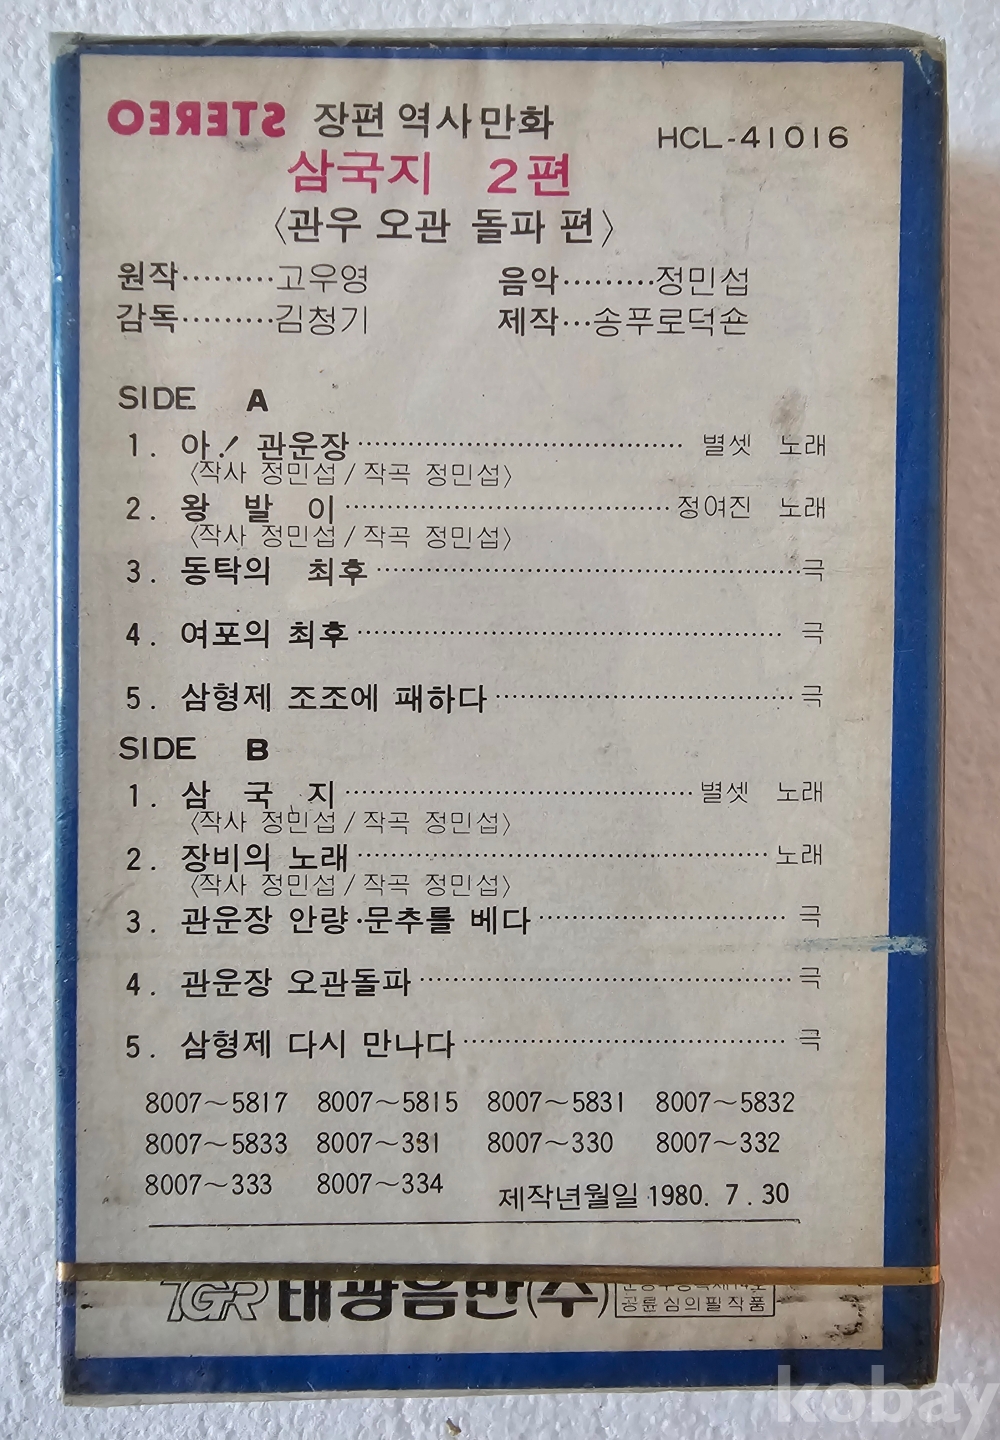 STEREO 장편 역사만화 HCL-41016
삼국지 2편
〈관우 오관 돌파 편〉
원작·········고우영 음악·········정민섭
감독·········김청기 제작···송푸로덕숀
SIDE A
1. 아! 관운장 ································ 별셋 노래
〈작사 정민섭/작곡 정민섭〉
2. 왕 발 이 ································ 정여진 노래
〈작사 정민섭/작곡 정민섭〉
3. 동탁의 최후 ································ 극
4. 여포의 최후 ································ 극
5. 삼형제 조조에 패하다 ································ 극
SIDE B
1. 삼 국 지 ································ 별셋 노래
〈작사 정민섭/작곡 정민섭〉
2. 장비의 노래 ································ 노래
〈작사 정민섭/작곡 정민섭〉
3. 관운장 안량·문추를 베다 ································ 극
4. 관운장 오관돌파 ································ 극
5. 삼형제 다시 만나다 ································ 극
8007~5817 8007~5815 8007~5831 8007~5832
8007~5833 8007~331 8007~330 8007~332
8007~333 8007~334 제작년월일 1980. 7. 30
TGR 태광음반(주)
공륜심의필작품
kobay